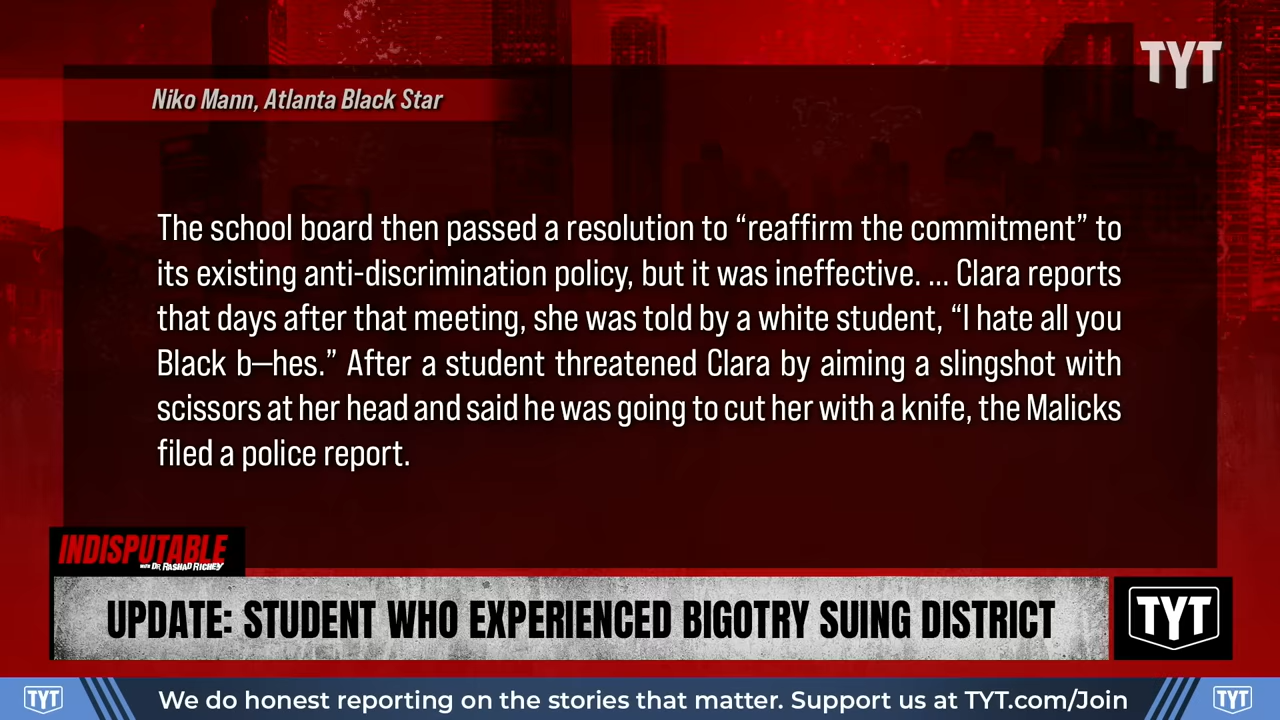 TYT
Niko Mann, Atlanta Black Star
The school board then passed a resolution to “reaffirm the commitment” to
its existing anti-discrimination policy, but it was ineffective. ... Clara reports
that days after that meeting, she was told by a white student, “I hate all you
Black b—hes.” After a student threatened Clara by aiming a slingshot with
scissors at her head and said he was going to cut her with a knife, the Malicks
filed a police report.
INDISPUTABLE
WITH DR. RASHAD RICHEY
UPDATE: STUDENT WHO EXPERIENCED BIGOTRY SUING DISTRICT
TYT
TYT
We do honest reporting on the stories that matter. Support us at TYT.com/Join
TYT